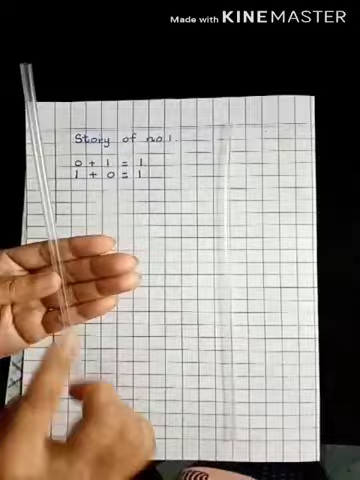 Made with KINEMASTER
Story of no.1.
0 + 1 = 1
1 + 0 = 1